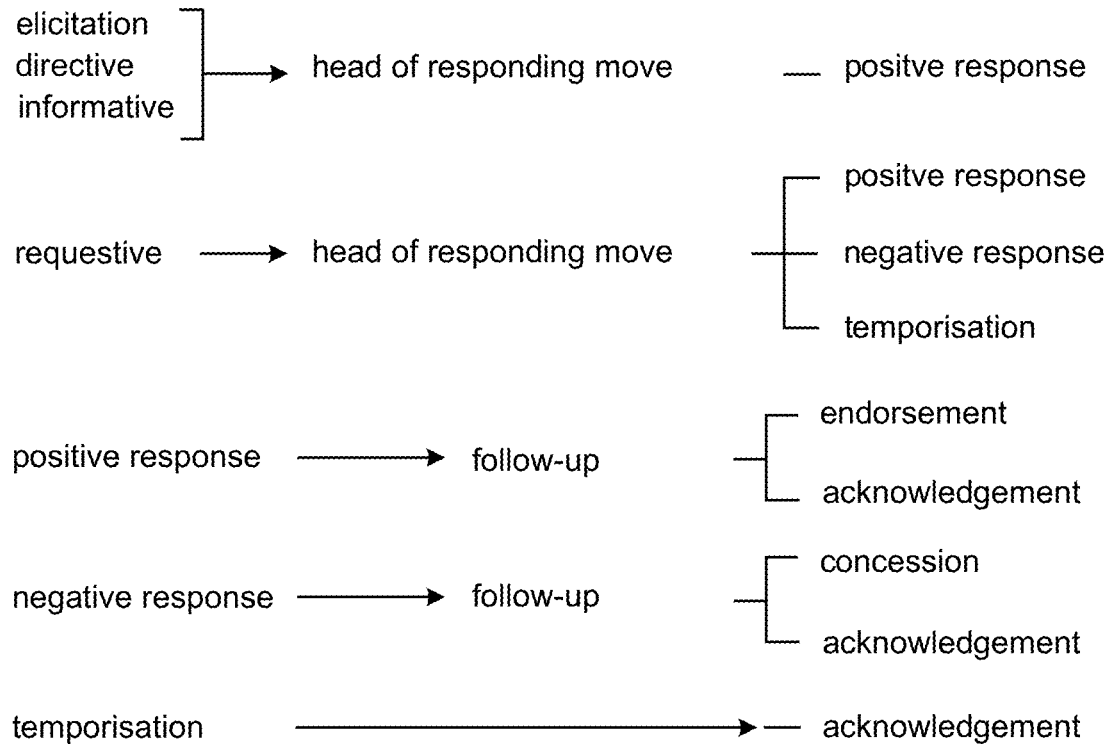 elicitation
directive
informative
head of responding move
positve response
positve response
requestive
head of responding move
negative response
temporisation
endorsement
positive response
follow-up
acknowledgement
concession
negative response
follow-up
acknowledgement
temporisation
acknowledgement